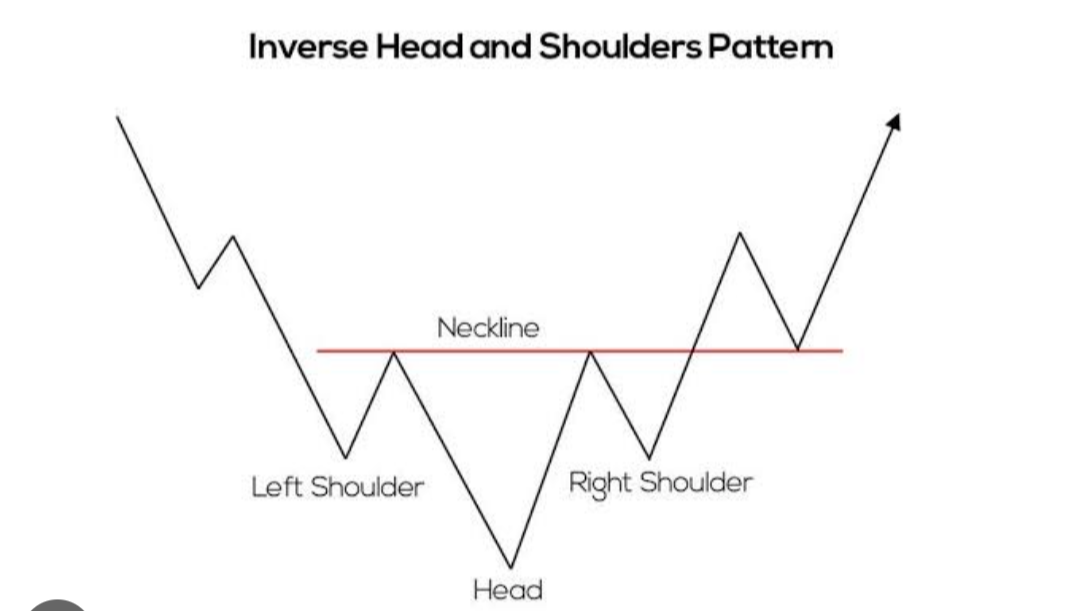 Inverse Head and Shoulders Pattern
Neckline
Left Shoulder
Right Shoulder
Head